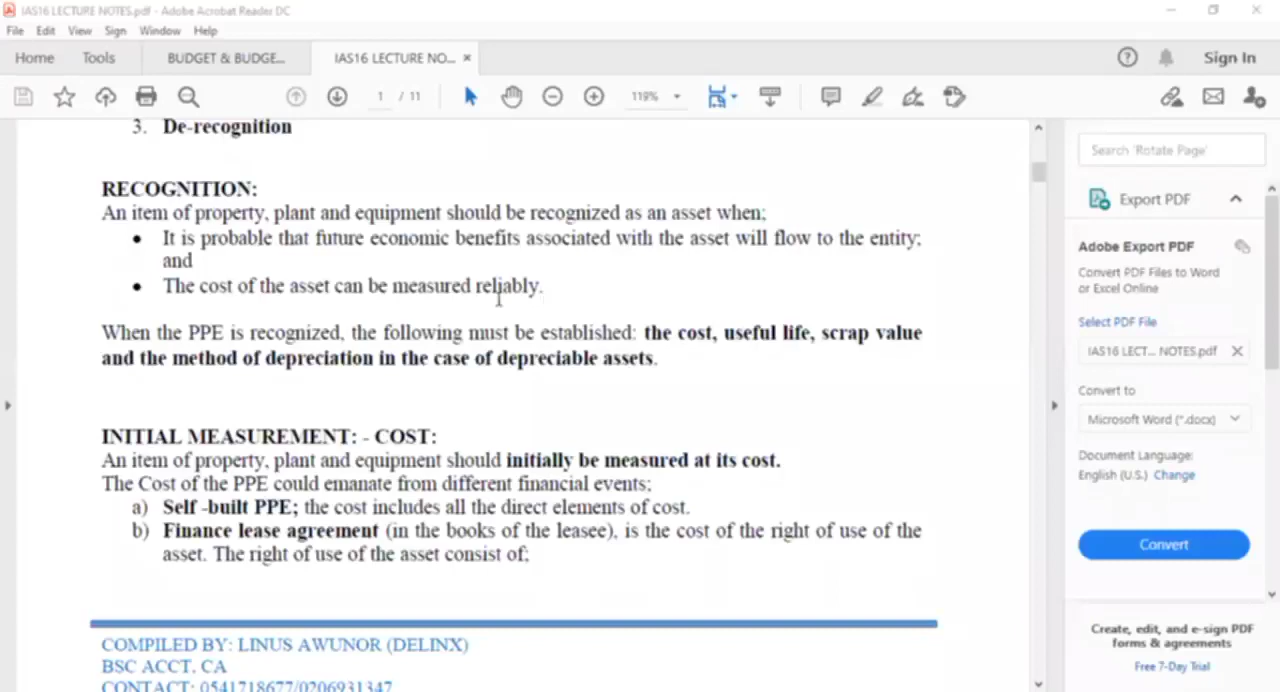 IAS16 LECTURE NOTES.pdf - Adobe Acrobat Reader DC
File Edit View Sign Window Help
Home Tools BUDGET & BUDGE... IAS16 LECTURE NO... × Sign In
1 / 11 119%
3. De-recognition
RECOGNITION:
An item of property, plant and equipment should be recognized as an asset when;
• It is probable that future economic benefits associated with the asset will flow to the entity;
and
• The cost of the asset can be measured reliably.
When the PPE is recognized, the following must be established: the cost, useful life, scrap value
and the method of depreciation in the case of depreciable assets.
INITIAL MEASUREMENT: - COST:
An item of property, plant and equipment should initially be measured at its cost.
The Cost of the PPE could emanate from different financial events;
a) Self -built PPE; the cost includes all the direct elements of cost.
b) Finance lease agreement (in the books of the leasee), is the cost of the right of use of the
asset. The right of use of the asset consist of;
COMPILED BY: LINUS AWUNOR (DELINX)
BSC ACCT. CA
CONTACT: 0541718677/0206931347
Search 'Rotate Page'
Export PDF
Adobe Export PDF
Convert PDF Files to Word
or Excel Online
Select PDF File
IAS16 LECT... NOTES.pdf
Convert to
Microsoft Word (*.docx)
Document Language:
English (U.S.) Change
Convert
Create, edit, and e-sign PDF
forms & agreements
Free 7-Day Trial